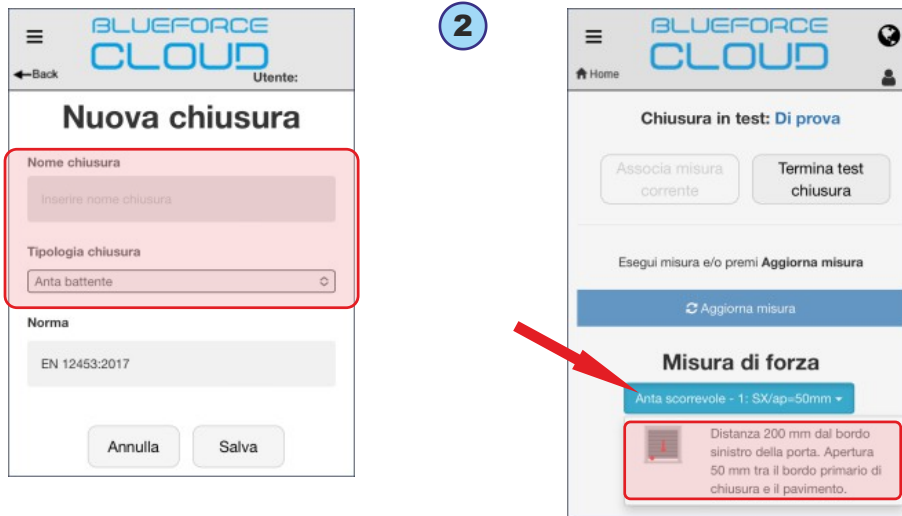 BLUEFORCE
CLOUD
Back
Utente:
Nuova chiusura
Nome chiusura
Inserire nome chiusura
Tipologia chiusura
Anta battente
Norma
EN 12453:2017
Annulla
Salva
2
BLUEFORCE
CLOUD
Home
Chiusura in test: Di prova
Associa misura
corrente
Termina test
chiusura
Esegui misura e/o premi Aggiorna misura
Aggiorna misura
Misura di forza
Anta scorrevole - 1: SX/ap=50mm
Distanza 200 mm dal bordo
sinistro della porta. Apertura
50 mm tra il bordo primario di
chiusura e il pavimento.